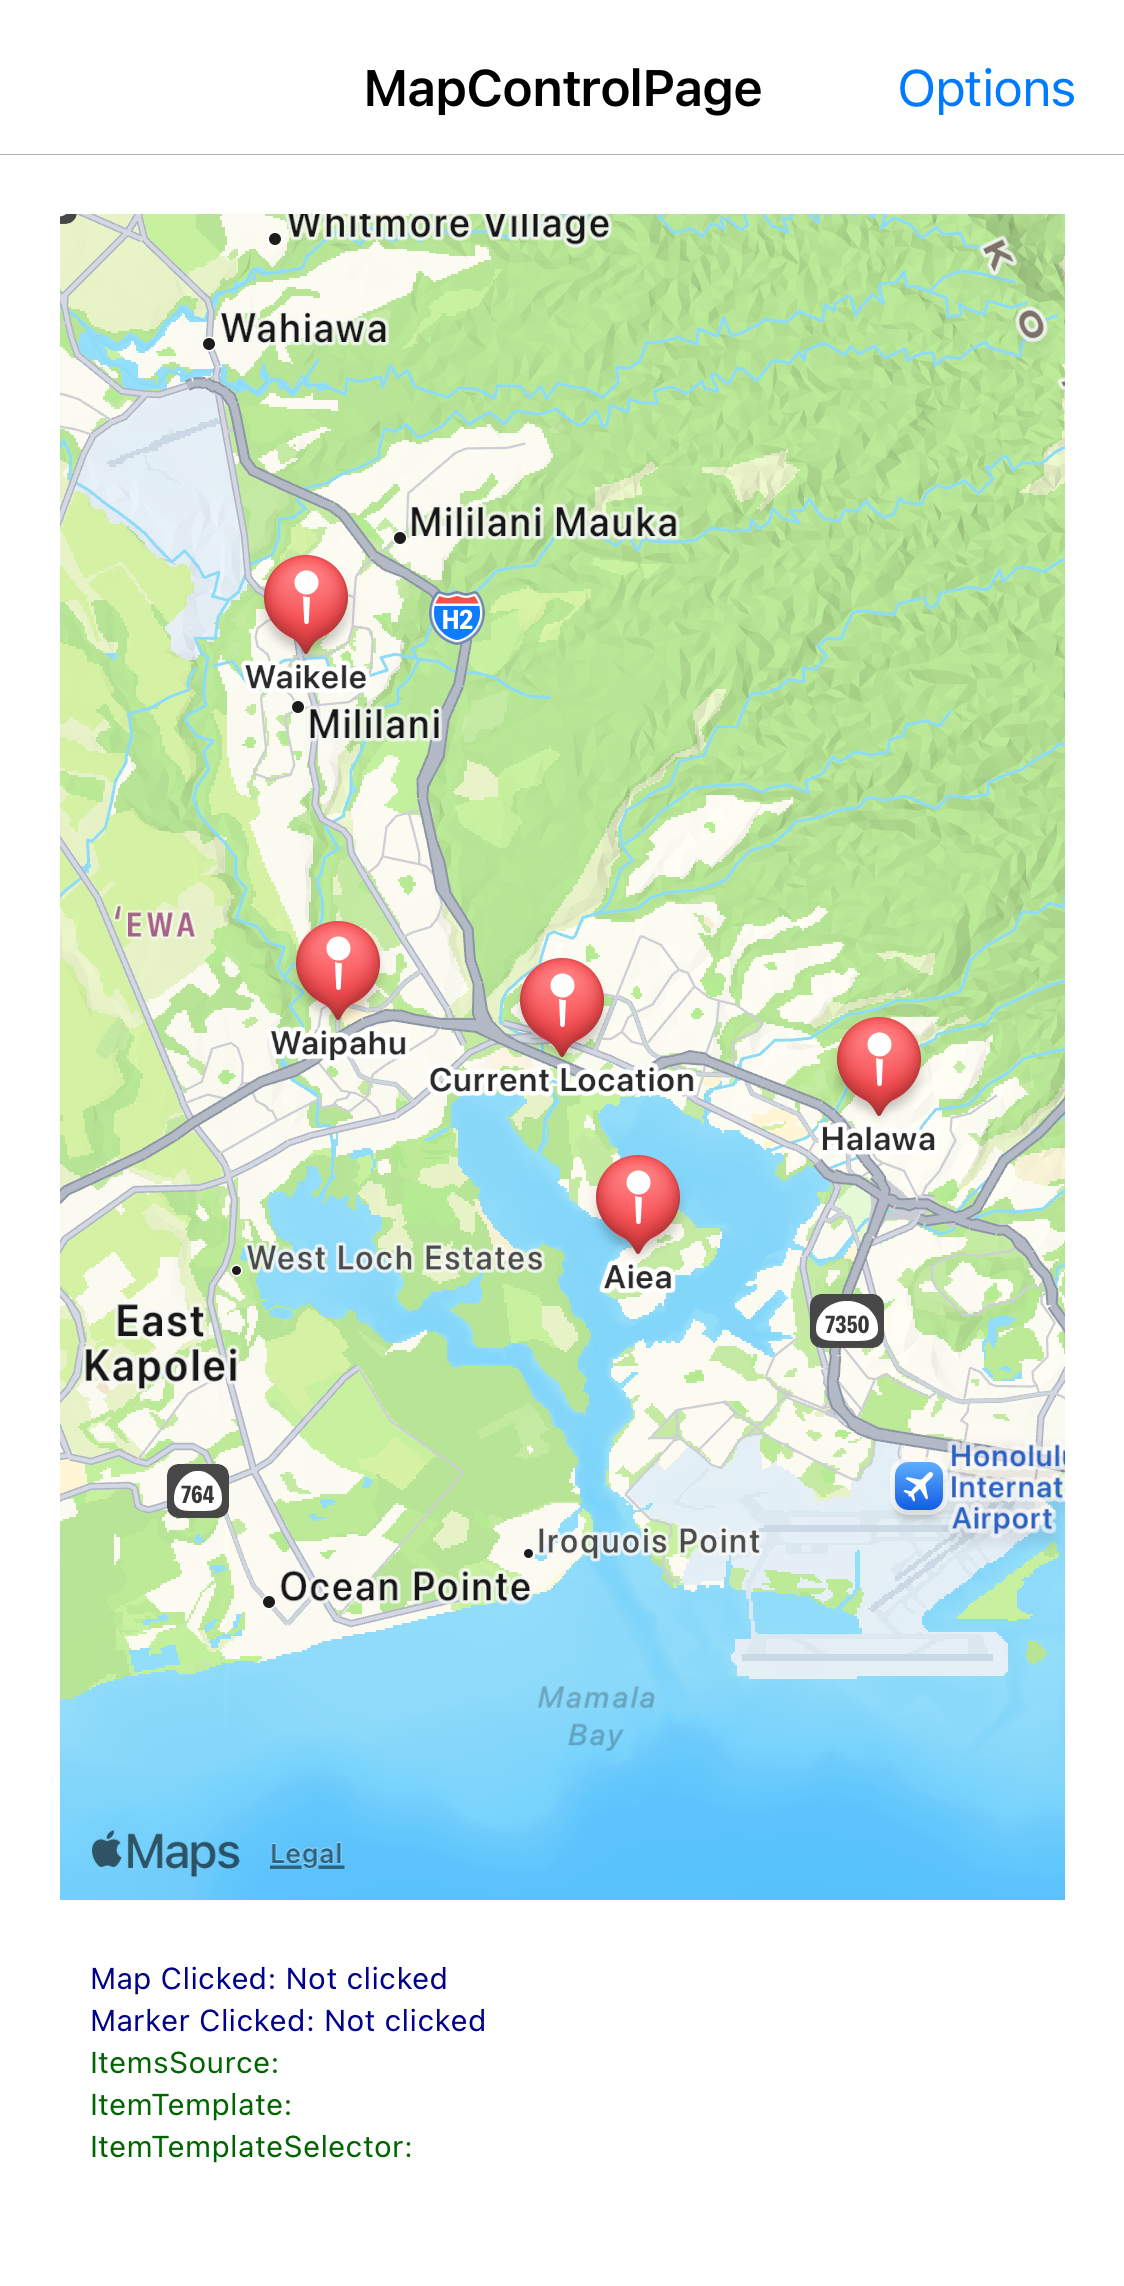 MapControlPage
Options
Whitmore Village
K
O
Wahiawa
Mililani Mauka
H2
Waikele
Mililani
ʻEWA
Waipahu
Current Location
Halawa
Aiea
West Loch Estates
East
Kapolei
7350
764
Honolulu
Internat
Airport
Iroquois Point
Ocean Pointe
Mamala
Bay
Maps
Legal
Map Clicked: Not clicked
Marker Clicked: Not clicked
ItemsSource:
ItemTemplate:
ItemTemplateSelector: